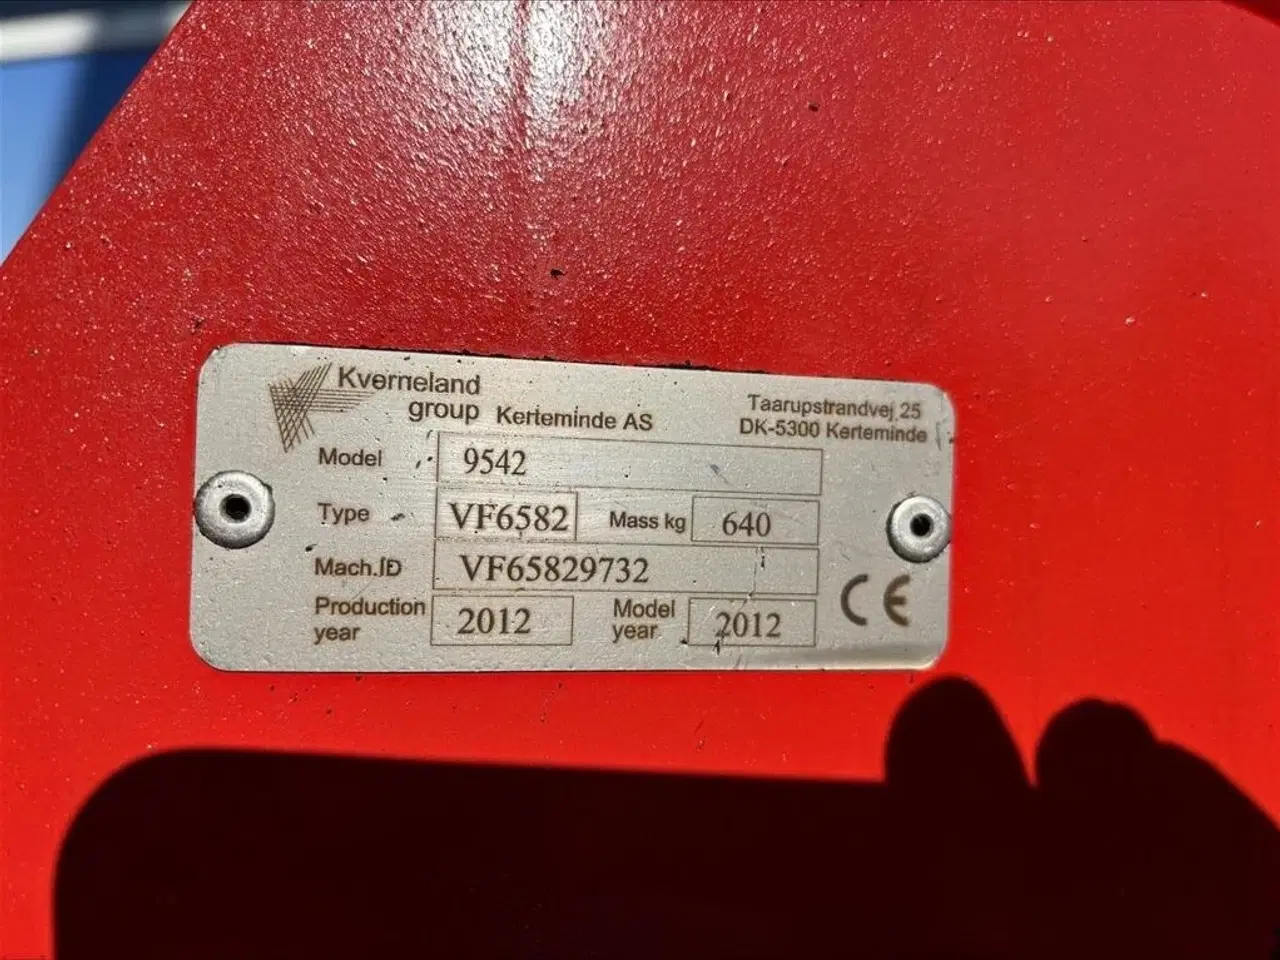 Kverneland
group Kerteminde AS
Taarupstrandvej 25
DK-5300 Kerteminde
Model 9542
Type VF6582 Mass kg 640
Mach.ID VF65829732
Production year 2012 Model year 2012
CE